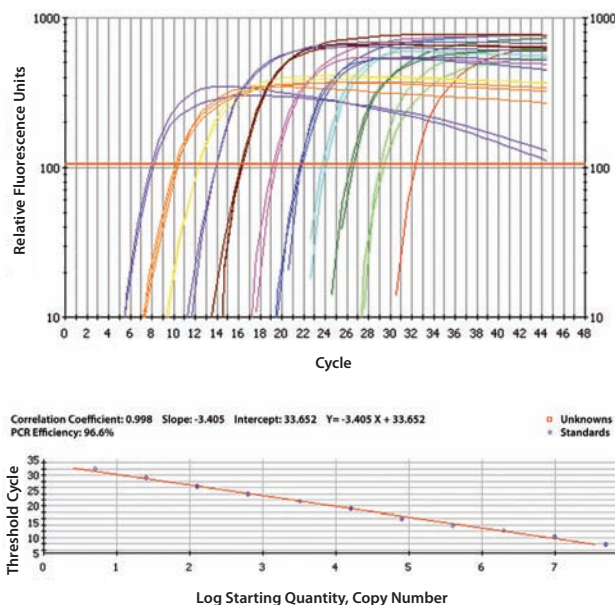 1000
1000
Relative Fluorescence Units
100
100
10
10
0 2 4 6 8 10 12 14 16 18 20 22 24 26 28 30 32 34 36 38 40 42 44 46 48
Cycle
Correlation Coefficient: 0.998 Slope: -3.405 Intercept: 33.652 Y= -3.405 X + 33.652
Unknowns
PCR Efficiency: 96.6%
Standards
Threshold Cycle
35
30
25
20
15
10
5
0 1 2 3 4 5 6 7
Log Starting Quantity, Copy Number